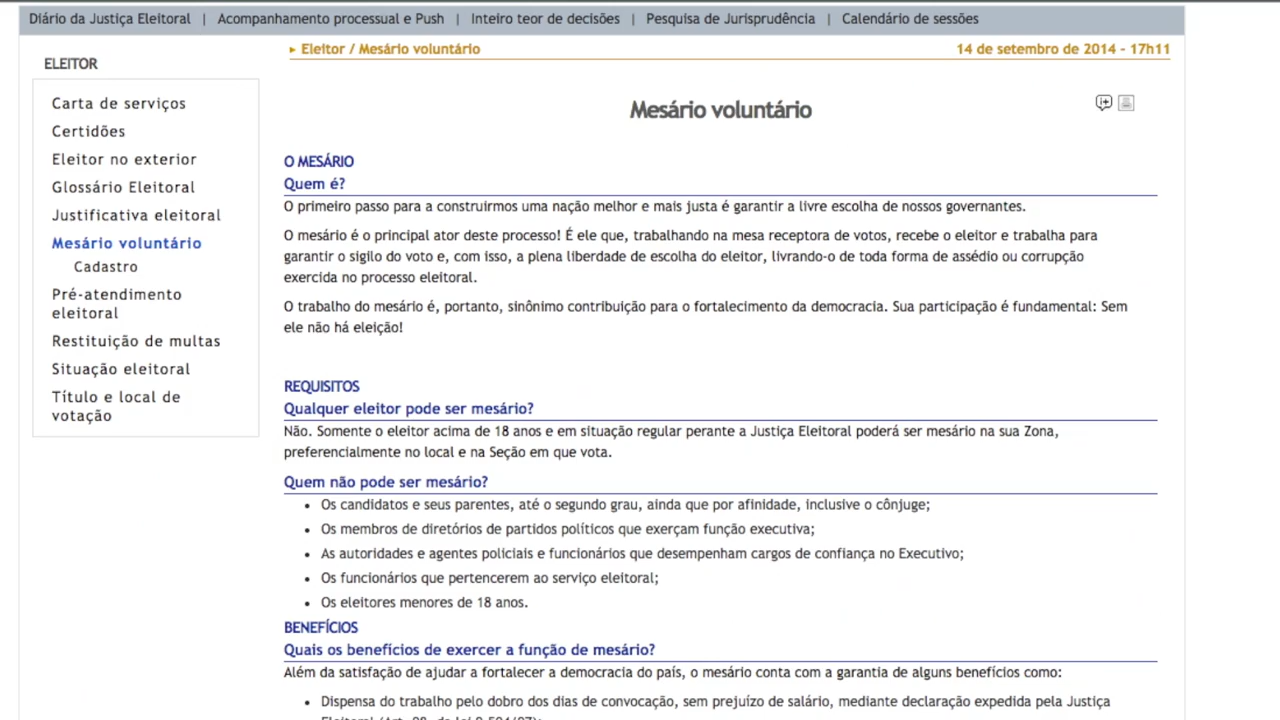 Diário da Justiça Eleitoral | Acompanhamento processual e Push | Inteiro teor de decisões | Pesquisa de Jurisprudência | Calendário de sessões
ELEITOR
Carta de serviços
Certidões
Eleitor no exterior
Glossário Eleitoral
Justificativa eleitoral
Mesário voluntário
Cadastro
Pré-atendimento
eleitoral
Restituição de multas
Situação eleitoral
Título e local de
votação
Eleitor / Mesário voluntário
14 de setembro de 2014 - 17h11
Mesário voluntário
O MESÁRIO
Quem é?
O primeiro passo para a construirmos uma nação melhor e mais justa é garantir a livre escolha de nossos governantes.
O mesário é o principal ator deste processo! É ele que, trabalhando na mesa receptora de votos, recebe o eleitor e trabalha para
garantir o sigilo do voto e, com isso, a plena liberdade de escolha do eleitor, livrando-o de toda forma de assédio ou corrupção
exercida no processo eleitoral.
O trabalho do mesário é, portanto, sinônimo contribuição para o fortalecimento da democracia. Sua participação é fundamental: Sem
ele não há eleição!
REQUISITOS
Qualquer eleitor pode ser mesário?
Não. Somente o eleitor acima de 18 anos e em situação regular perante a Justiça Eleitoral poderá ser mesário na sua Zona,
preferencialmente no local e na Seção em que vota.
Quem não pode ser mesário?
• Os candidatos e seus parentes, até o segundo grau, ainda que por afinidade, inclusive o cônjuge;
• Os membros de diretórios de partidos políticos que exerçam função executiva;
• As autoridades e agentes policiais e funcionários que desempenham cargos de confiança no Executivo;
• Os funcionários que pertencerem ao serviço eleitoral;
• Os eleitores menores de 18 anos.
BENEFÍCIOS
Quais os benefícios de exercer a função de mesário?
Além da satisfação de ajudar a fortalecer a democracia do país, o mesário conta com a garantia de alguns benefícios como:
• Dispensa do trabalho pelo dobro dos dias de convocação, sem prejuízo de salário, mediante declaração expedida pela Justiça